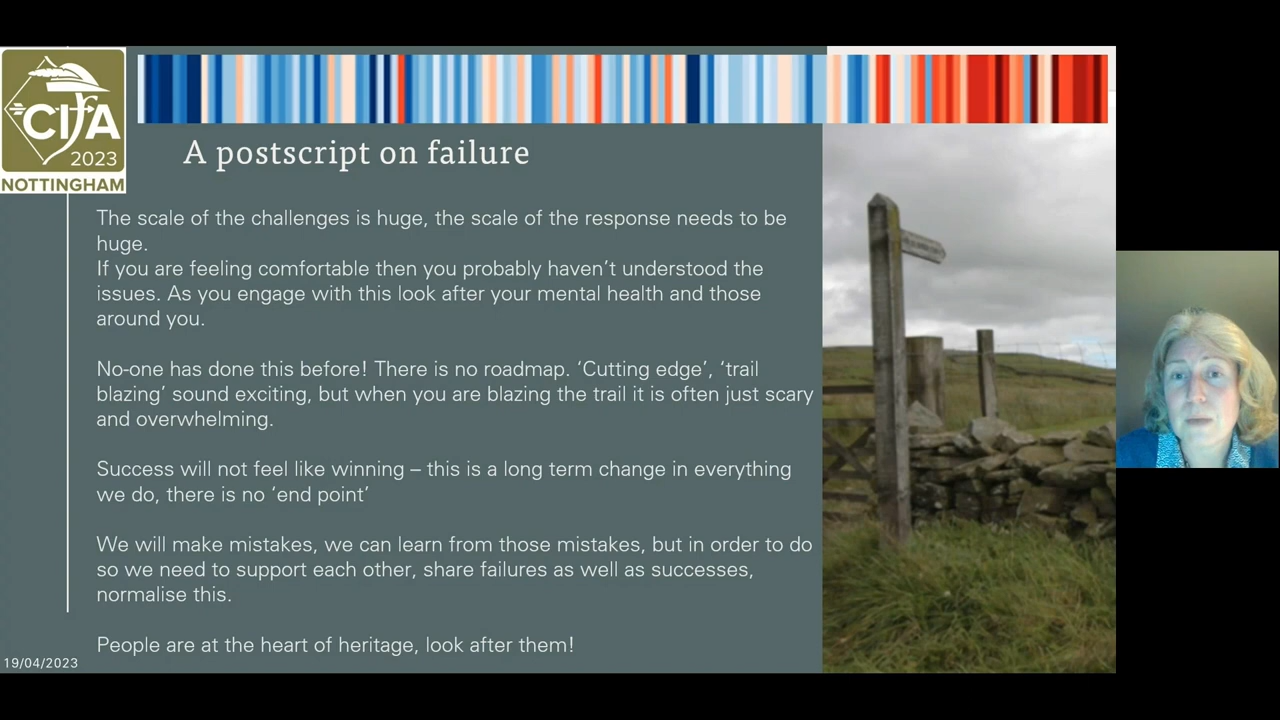 CIfA
2023
NOTTINGHAM
A postscript on failure
The scale of the challenges is huge, the scale of the response needs to be
huge.
If you are feeling comfortable then you probably haven’t understood the
issues. As you engage with this look after your mental health and those
around you.
No-one has done this before! There is no roadmap. ‘Cutting edge’, ‘trail
blazing’ sound exciting, but when you are blazing the trail it is often just scary
and overwhelming.
Success will not feel like winning – this is a long term change in everything
we do, there is no ‘end point’
We will make mistakes, we can learn from those mistakes, but in order to do
so we need to support each other, share failures as well as successes,
normalise this.
People are at the heart of heritage, look after them!
19/04/2023